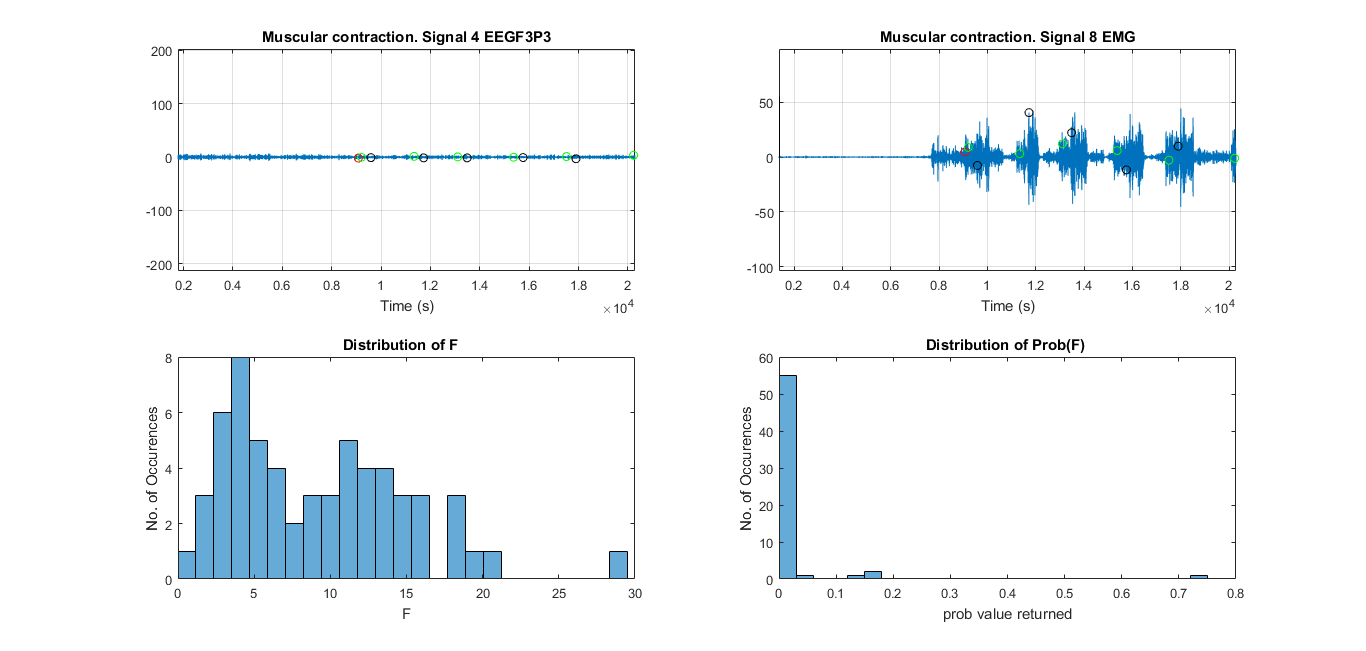 Muscular contraction. Signal 4 EEGF3P3
200
100
0
-100
-200
0.2 0.4 0.6 0.8 1 1.2 1.4 1.6 1.8 2
Time (s)
×10^4
Muscular contraction. Signal 8 EMG
50
0
-50
-100
0.2 0.4 0.6 0.8 1 1.2 1.4 1.6 1.8 2
Time (s)
×10^4
Distribution of F
No. of Occurences
8
6
4
2
0
0 5 10 15 20 25 30
F
Distribution of Prob(F)
No. of Occurences
60
50
40
30
20
10
0
0 0.1 0.2 0.3 0.4 0.5 0.6 0.7 0.8
prob value returned